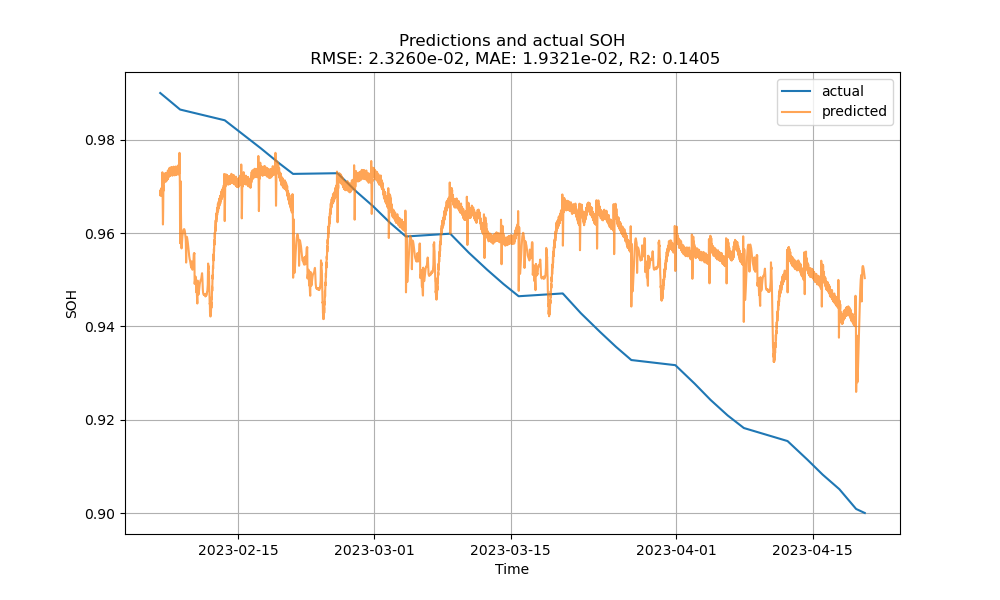 Predictions and actual SOH
RMSE: 2.3260e-02, MAE: 1.9321e-02, R2: 0.1405
actual
predicted
SOH
0.98
0.96
0.94
0.92
0.90
2023-02-15
2023-03-01
2023-03-15
2023-04-01
2023-04-15
Time